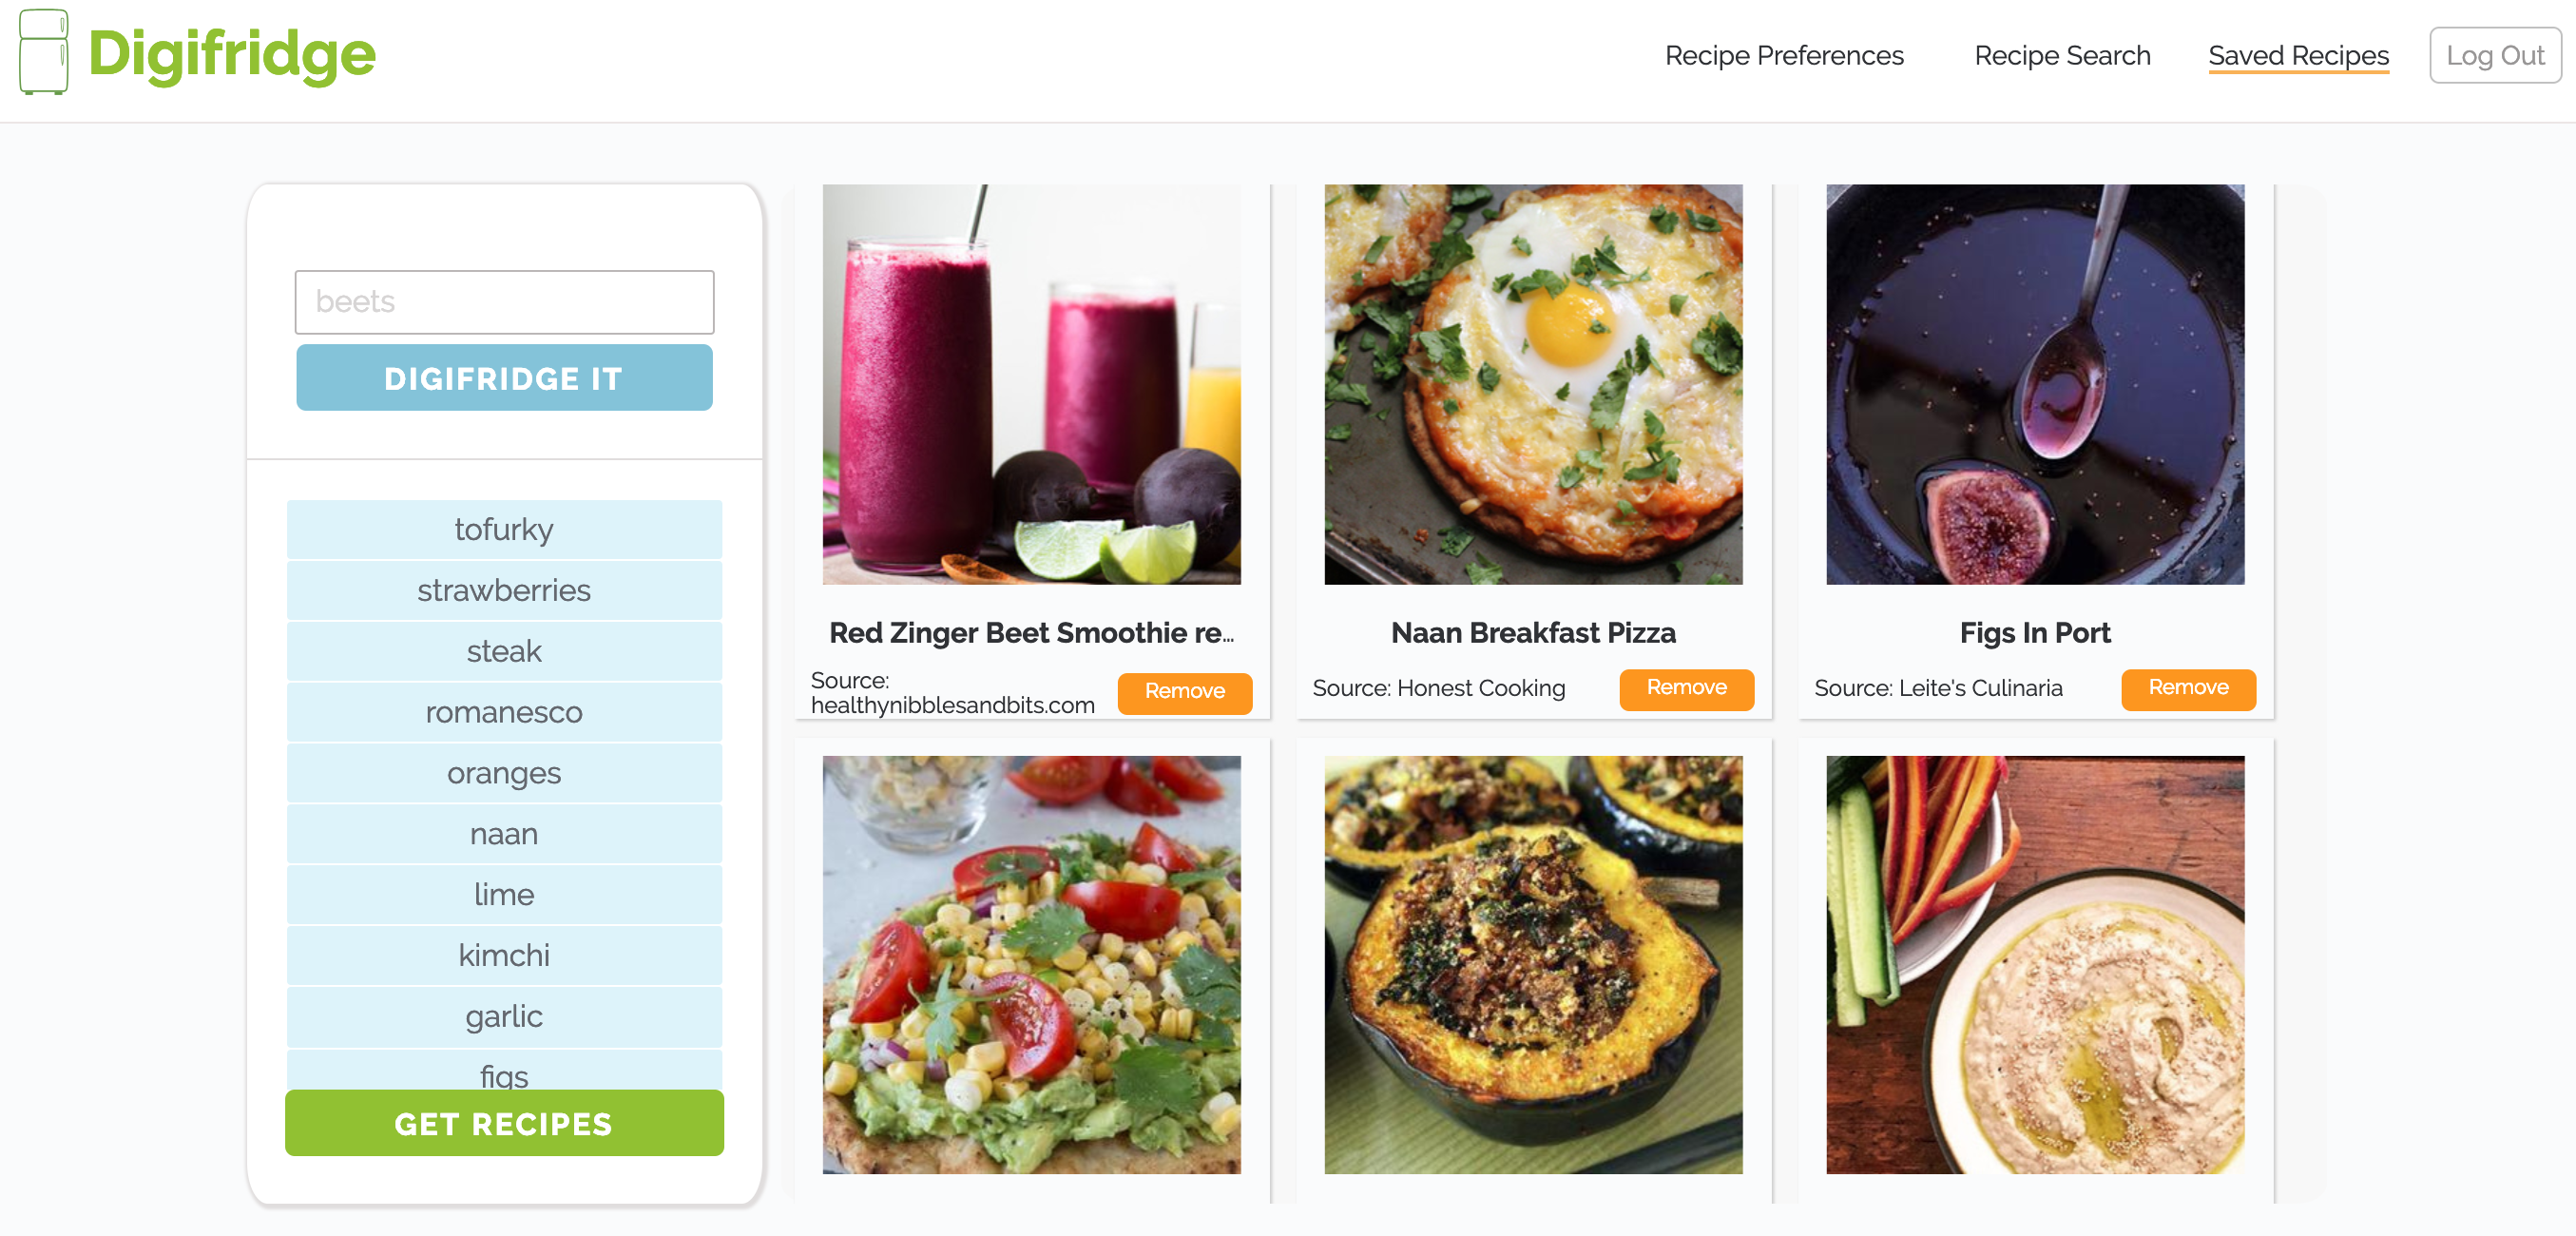 Digifridge
Recipe Preferences
Recipe Search
Saved Recipes
Log Out
beets
DIGIFRIDGE IT
tofurky
strawberries
steak
romanesco
oranges
naan
lime
kimchi
garlic
figs
GET RECIPES
Red Zinger Beet Smoothie re...
Source:
healthynibblesandbits.com
Remove
Naan Breakfast Pizza
Source: Honest Cooking
Remove
Figs In Port
Source: Leite's Culinaria
Remove